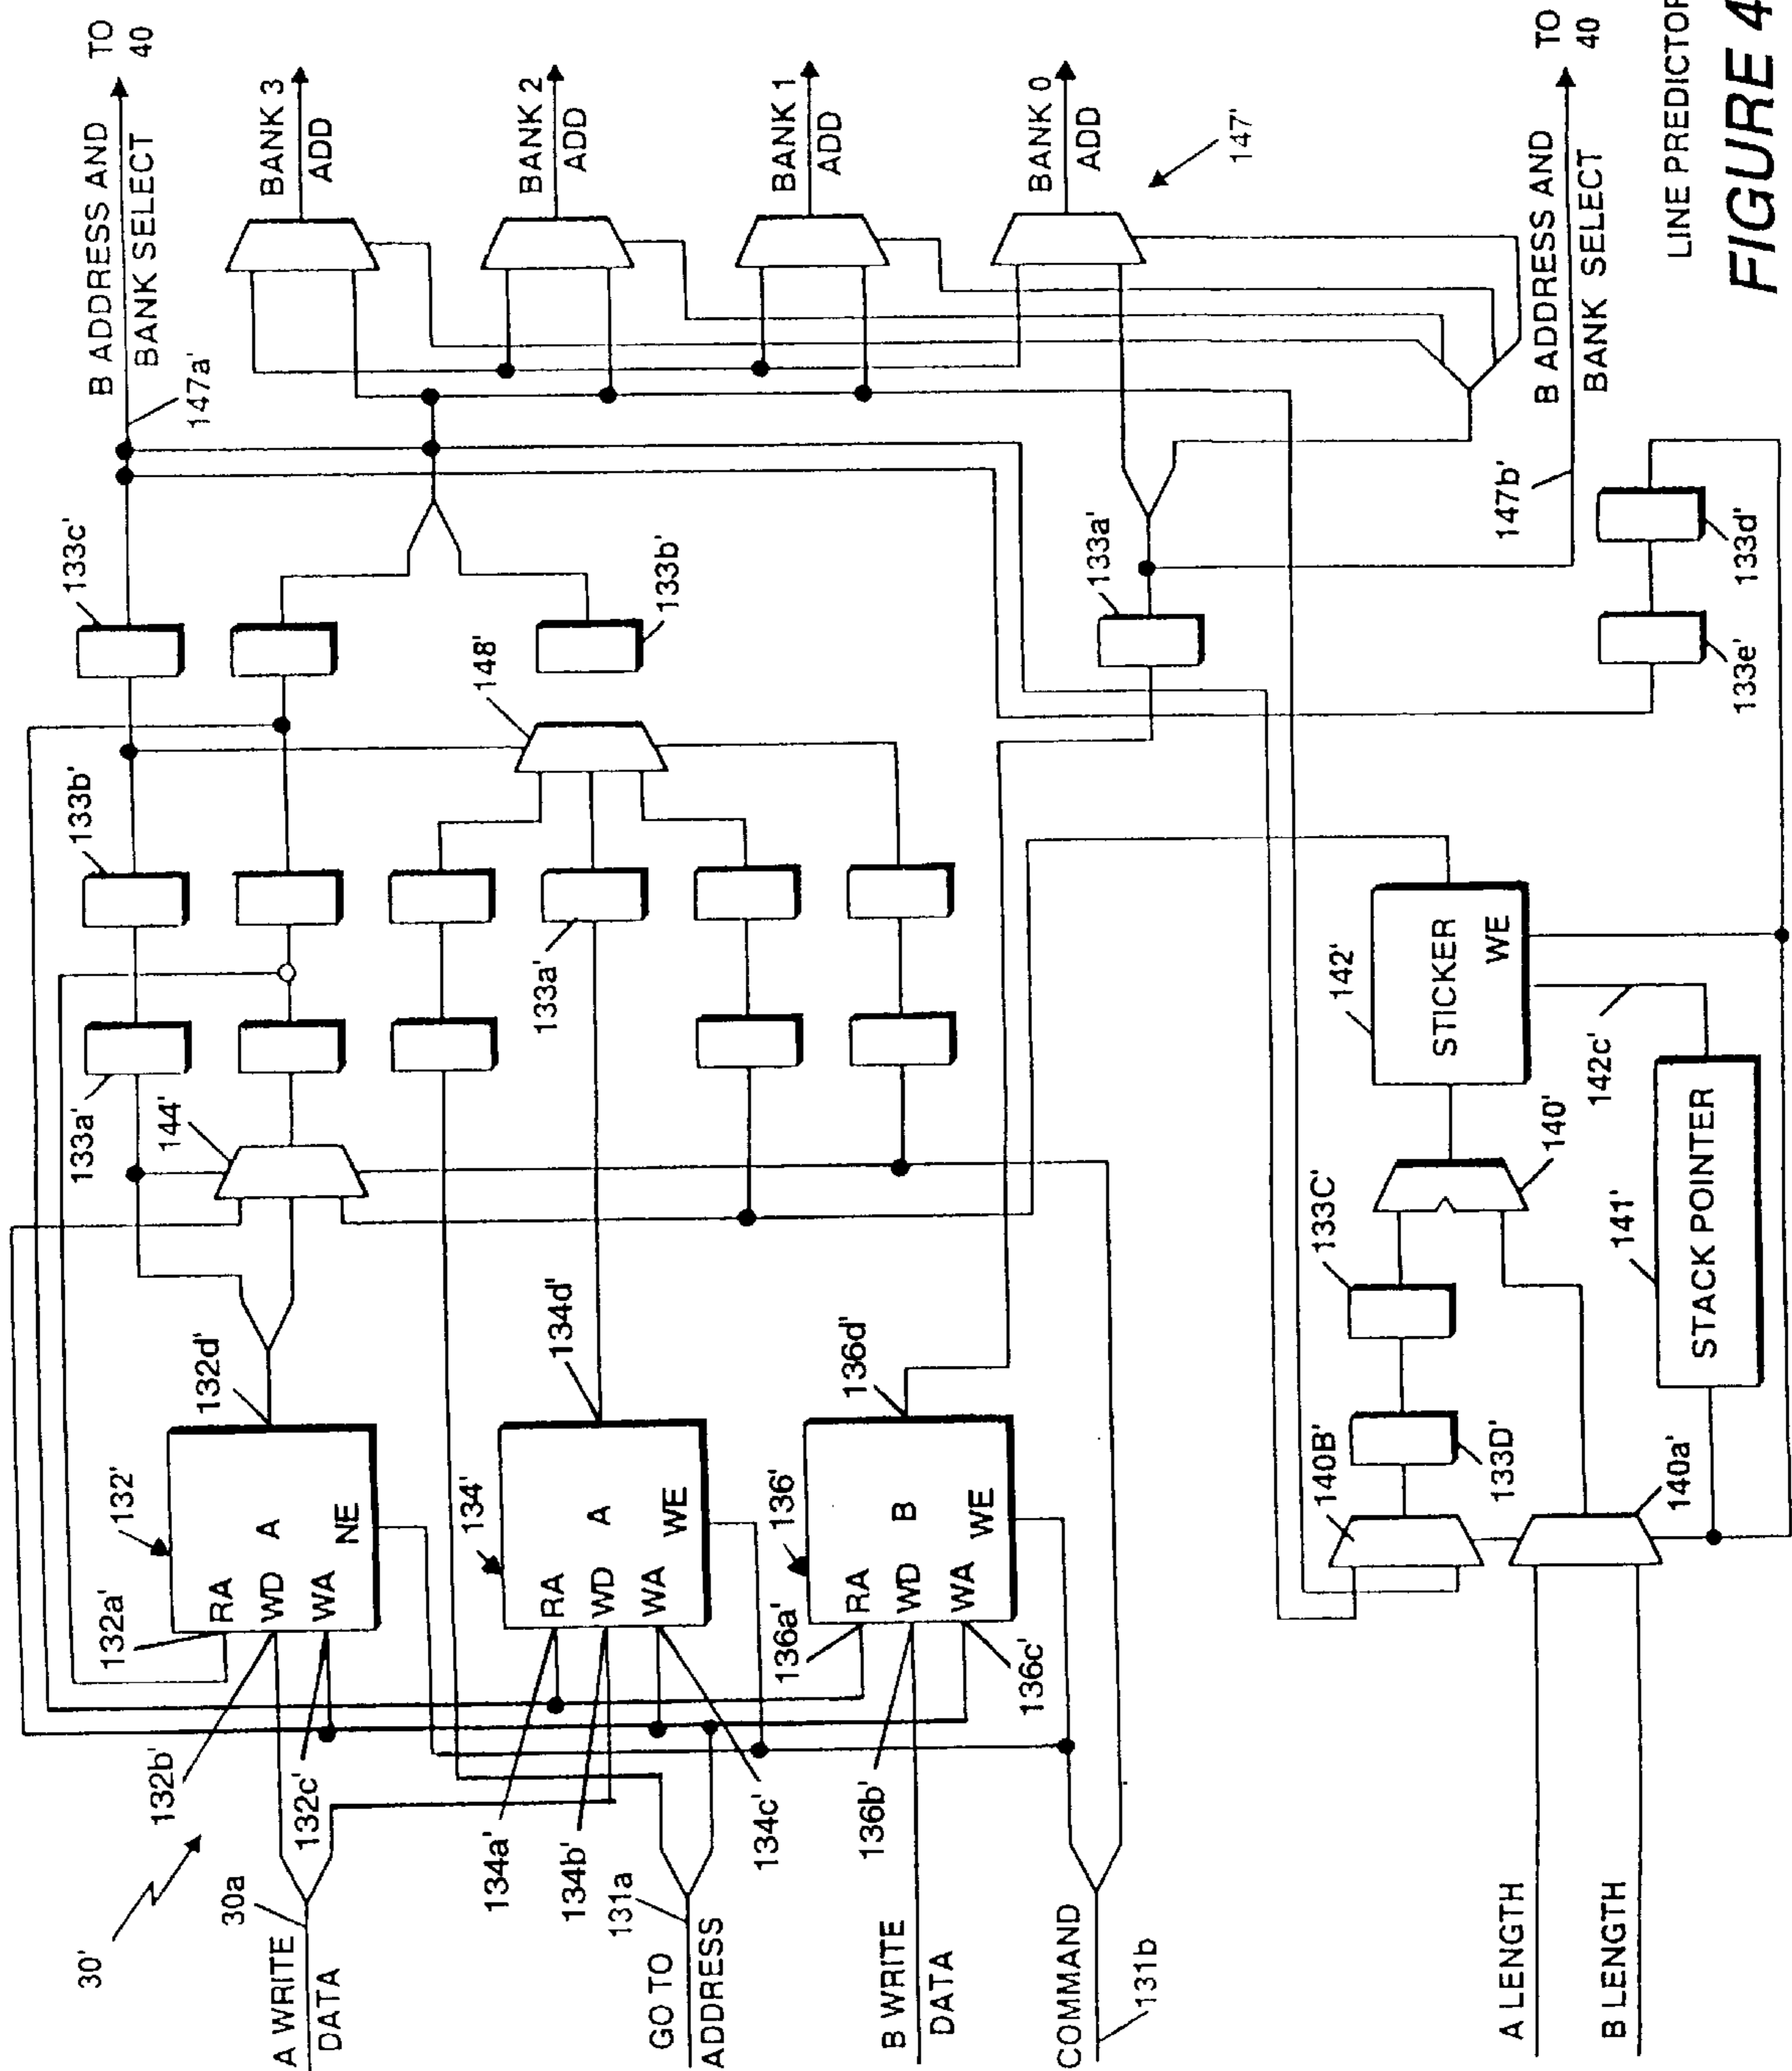 B ADDRESS AND
BANK SELECT
TO
40
147a'
BANK 3
ADD
BANK 2
ADD
BANK 1
ADD
BANK 0
ADD
147'
B ADDRESS AND
BANK SELECT
TO
40
147b'
LINE PREDICTOR
FIGURE 4
133c'
133b'
133a'
144'
148'
133b'
133a'
133a'
133d'
133e'
30'
30a
A WRITE
DATA
132'
132a'
132b'
132c'
132d'
RA
WD
WA
A
NE
134'
134a'
134b'
134c'
134d'
RA
WD
WA
A
WE
131a
GO TO
ADDRESS
136'
136a'
136b'
136c'
136d'
RA
WD
WA
B
WE
B WRITE
DATA
COMMAND
131b
142'
STICKER
WE
142c'
140'
133C'
133D'
140B'
140a'
141'
STACK POINTER
A LENGTH
B LENGTH